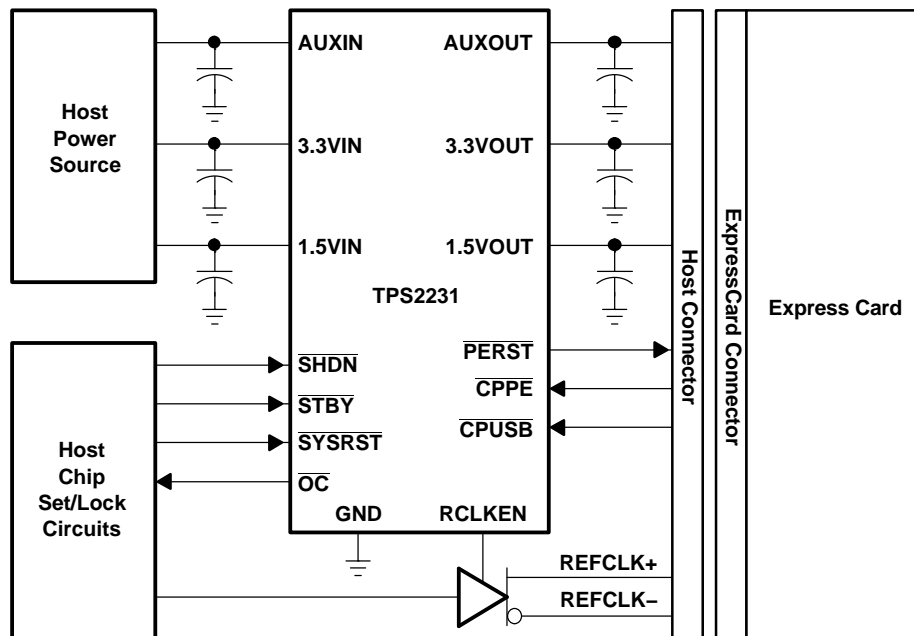 Host
Power
Source
AUXIN
AUXOUT
3.3VIN
3.3VOUT
1.5VIN
1.5VOUT
TPS2231
SHDN
STBY
SYSRST
OC
PERST
CPPE
CPUSB
GND
RCLKEN
Host
Chip
Set/Lock
Circuits
REFCLK+
REFCLK–
Host Connector
ExpressCard Connector
Express Card